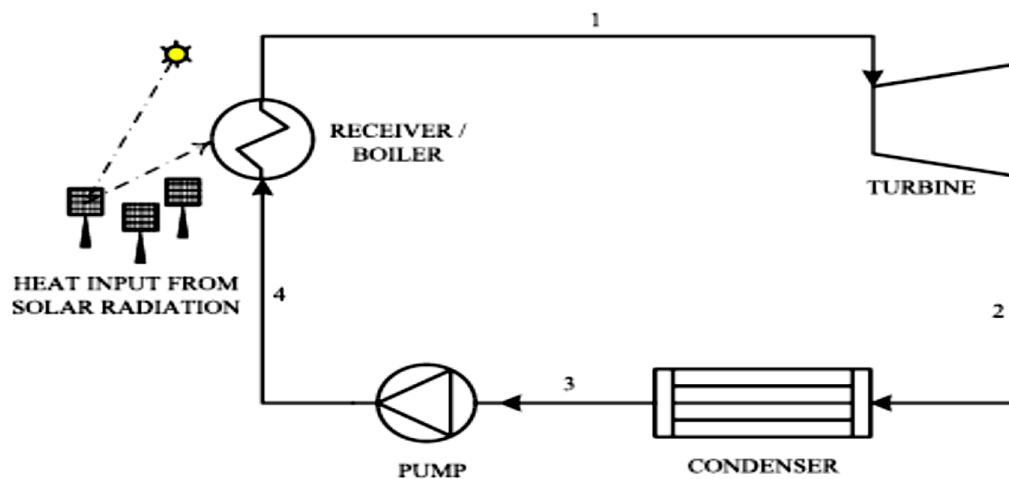 1
RECEIVER /
BOILER
TURBINE
HEAT INPUT FROM
SOLAR RADIATION
4
2
3
PUMP
CONDENSER